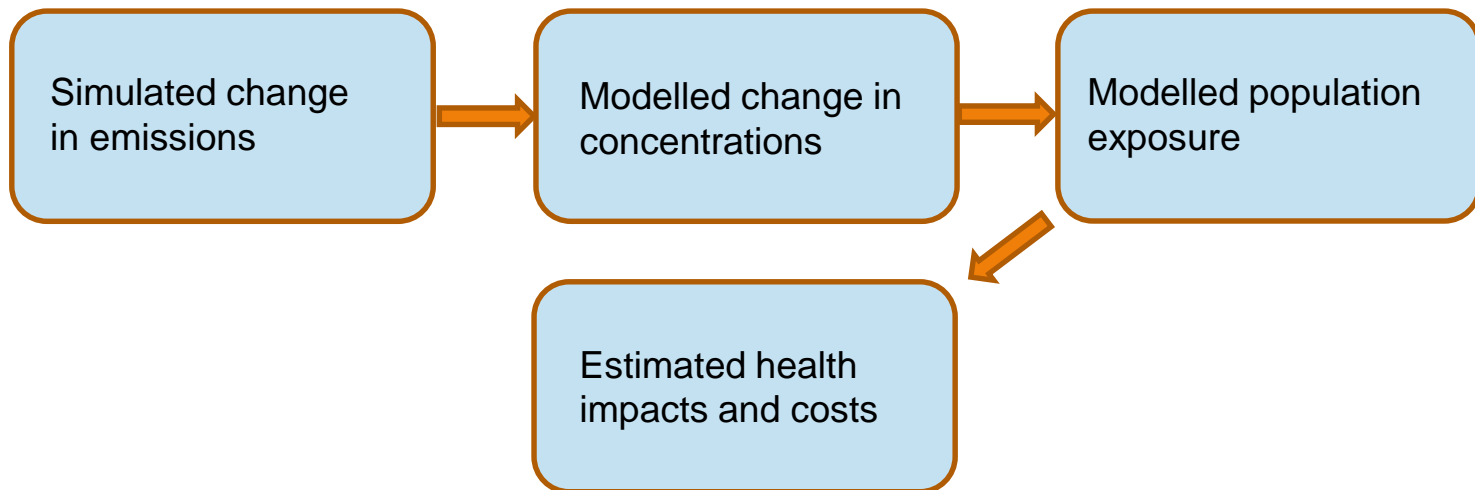 Simulated change
in emissions
Modelled change in
concentrations
Modelled population
exposure
Estimated health
impacts and costs